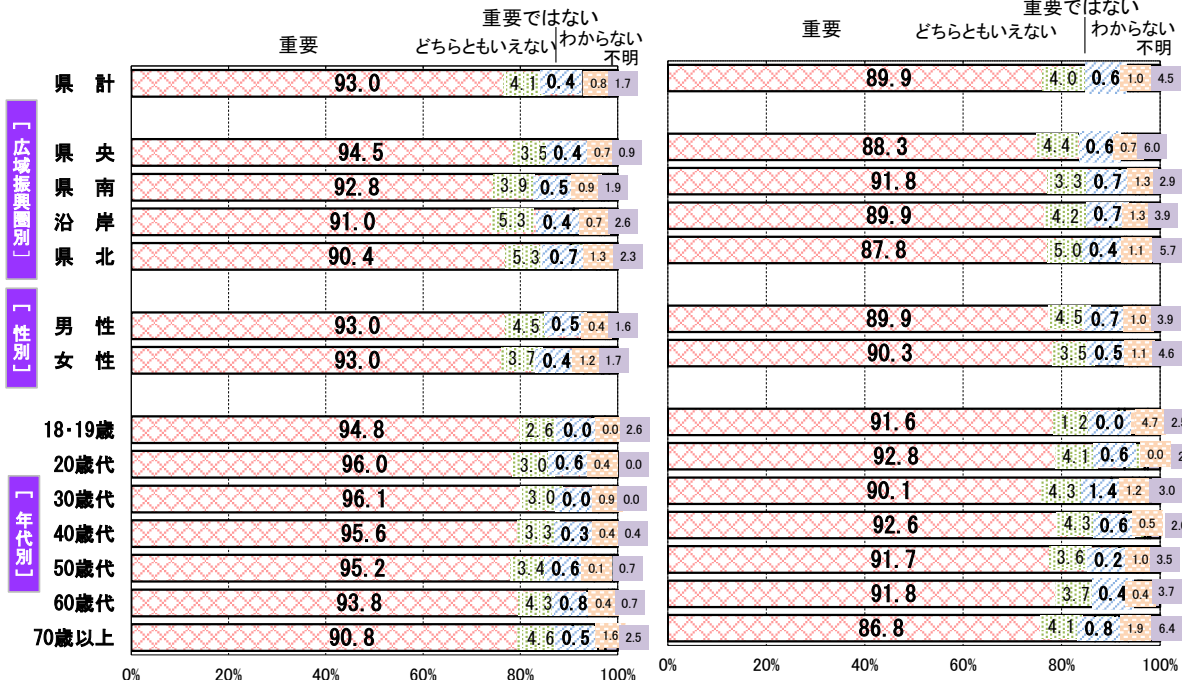 重要ではない
重要 どちらともいえない わからない
不明
県 計 93.0 4.1 0.4 0.8 1.7
[広域振興圏別]
県 央 94.5 3.5 0.4 0.7 0.9
県 南 92.8 3.9 0.5 0.9 1.9
沿 岸 91.0 5.3 0.4 0.7 2.6
県 北 90.4 5.3 0.7 1.3 2.3
[性別]
男 性 93.0 4.5 0.5 0.4 1.6
女 性 93.0 3.7 0.4 1.2 1.7
[年代別]
18・19歳 94.8 2.6 0.0 0.0 2.6
20歳代 96.0 3.0 0.6 0.4 0.0
30歳代 96.1 3.0 0.0 0.9 0.0
40歳代 95.6 3.3 0.3 0.4 0.4
50歳代 95.2 3.4 0.6 0.1 0.7
60歳代 93.8 4.3 0.8 0.4 0.7
70歳以上 90.8 4.6 0.5 1.6 2.5
0% 20% 40% 60% 80% 100%
重要ではない
重要 どちらともいえない わからない
不明
89.9 4.0 0.6 1.0 4.5
88.3 4.4 0.6 0.7 6.0
91.8 3.3 0.7 1.3 2.9
89.9 4.2 0.7 1.3 3.9
87.8 5.0 0.4 1.1 5.7
89.9 4.5 0.7 1.0 3.9
90.3 3.5 0.5 1.1 4.6
91.6 1.2 0.0 4.7 2.5
92.8 4.1 0.6 0.0
90.1 4.3 1.4 1.2 3.0
92.6 4.3 0.6 0.5
91.7 3.6 0.2 1.0 3.5
91.8 3.7 0.4 0.4 3.7
86.8 4.1 0.8 1.9 6.4
0% 20% 40% 60% 80% 100%